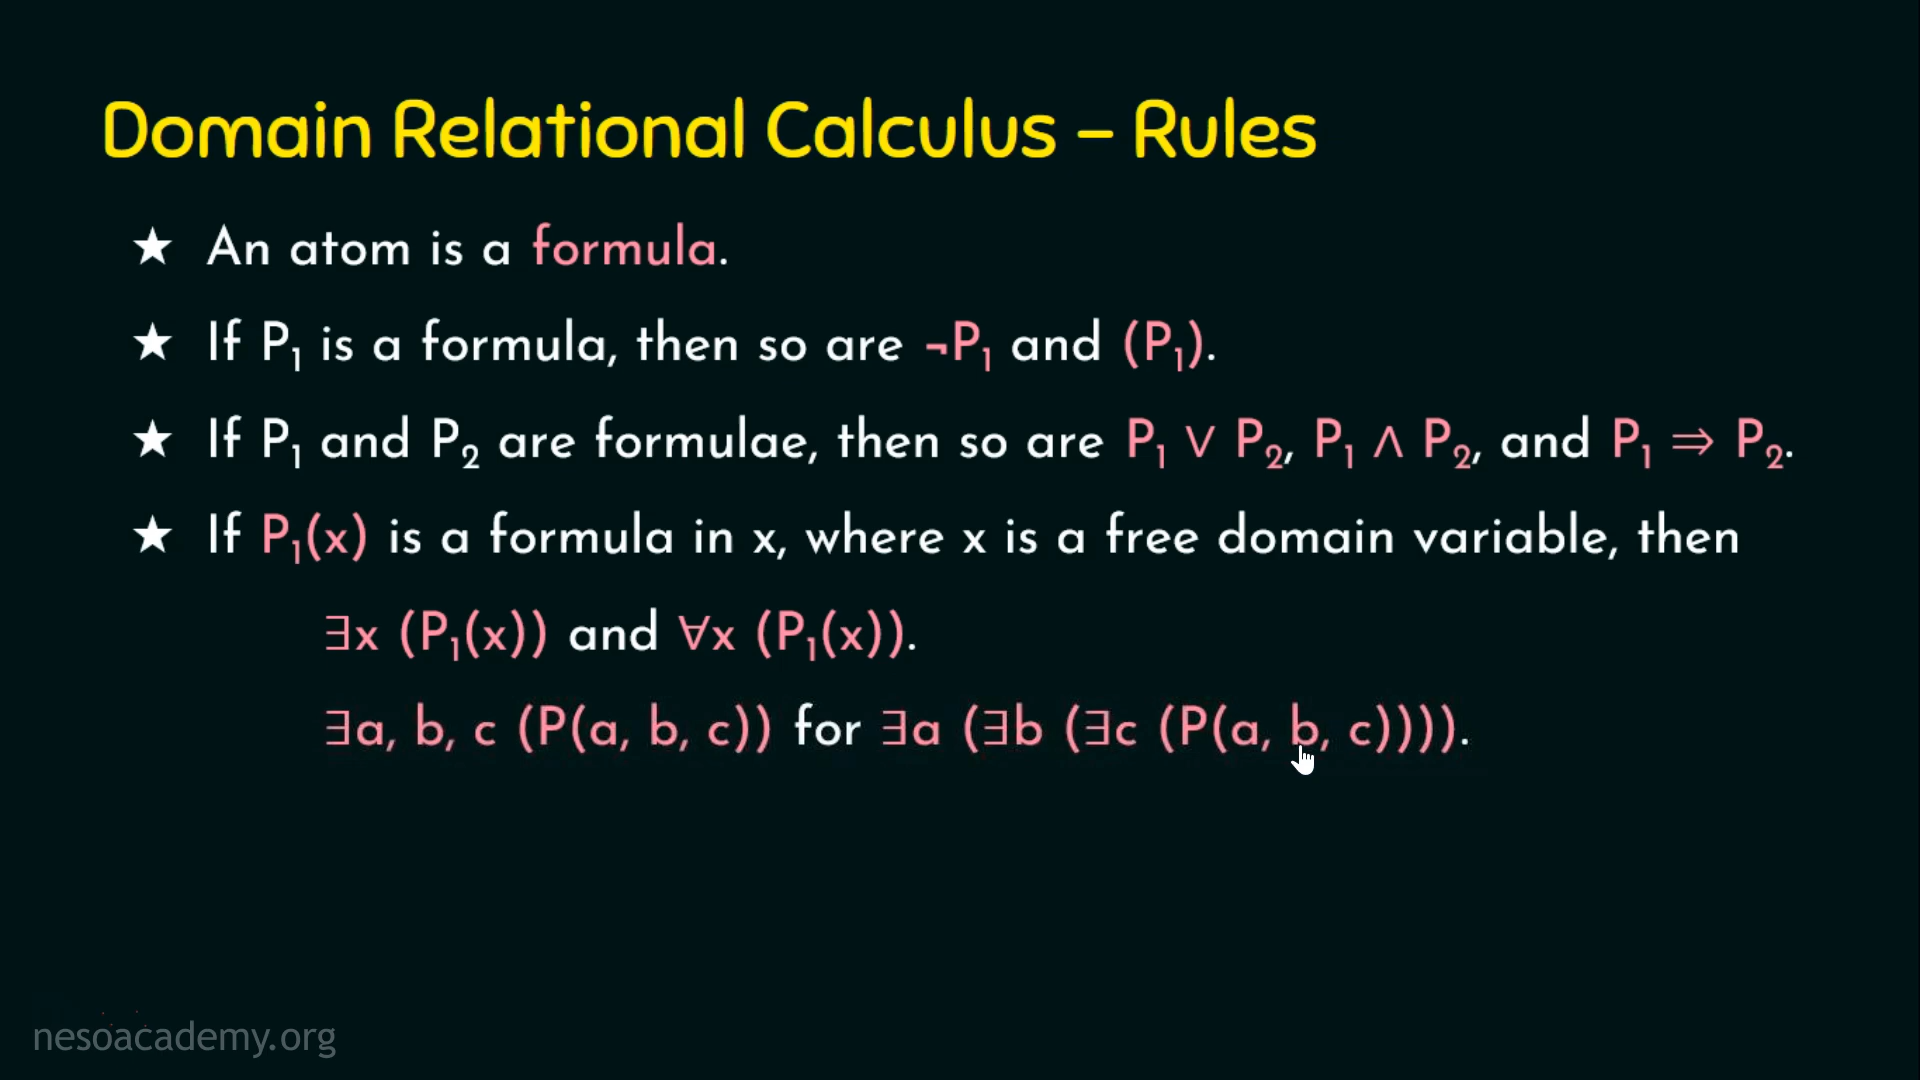 Domain Relational Calculus – Rules
★ An atom is a formula.
★ If P₁ is a formula, then so are ¬P₁ and (P₁).
★ If P₁ and P₂ are formulae, then so are P₁ ∨ P₂, P₁ ∧ P₂, and P₁ ⇒ P₂.
★ If P₁(x) is a formula in x, where x is a free domain variable, then
∃x (P₁(x)) and ∀x (P₁(x)).
∃a, b, c (P(a, b, c)) for ∃a (∃b (∃c (P(a, b, c)))).
nesoacademy.org